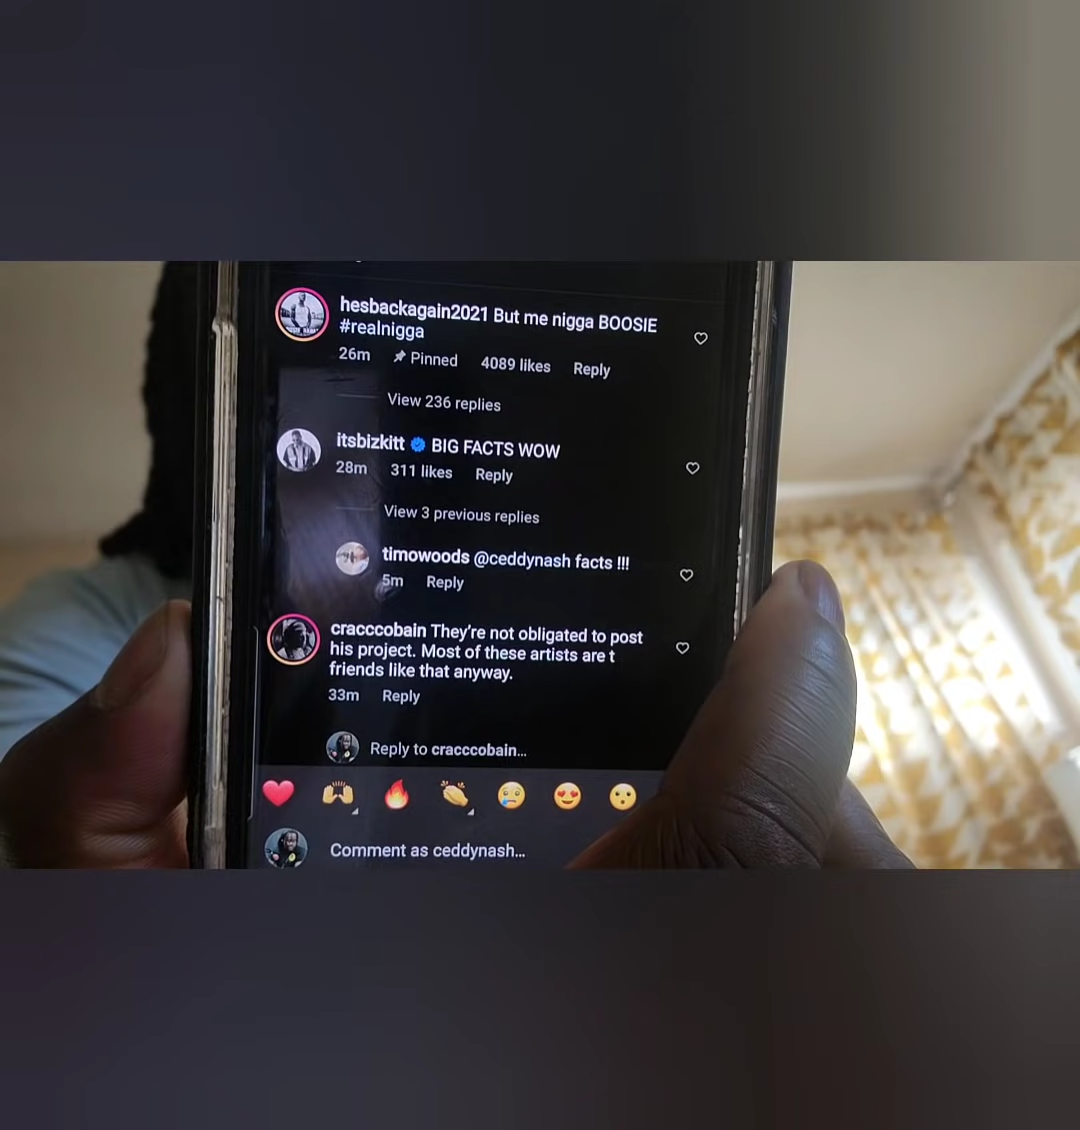 hesbackagain2021 But me nigga BOOSIE
#realnigga
26m Pinned 4089 likes Reply
View 236 replies
itsbizkitt BIG FACTS WOW
28m 311 likes Reply
View 3 previous replies
timowoods @ceddynash facts !!!
5m Reply
cracccobain They're not obligated to post
his project. Most of these artists are t
friends like that anyway.
33m Reply
Reply to cracccobain...
Comment as ceddynash...